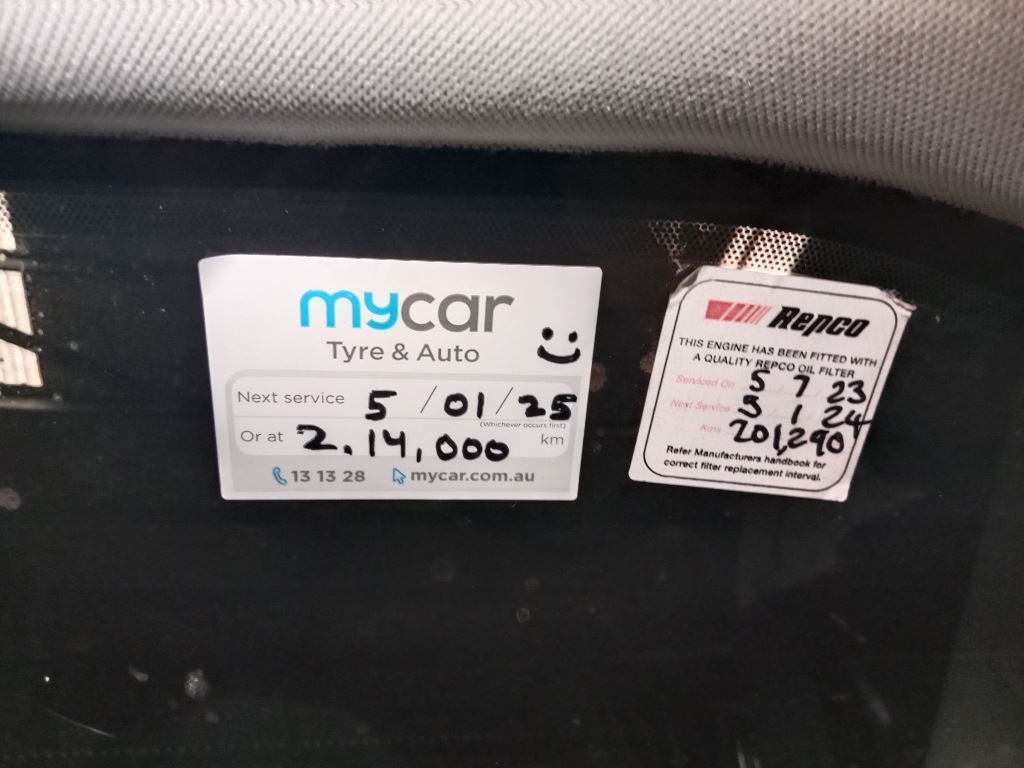 mycar
Tyre & Auto
Next service 5 / 01 / 25
(Whichever occurs first)
Or at 2,14,000 km
13 13 28 mycar.com.au
Repco
THIS ENGINE HAS BEEN FITTED WITH
A QUALITY REPCO OIL FILTER
Serviced On 5 7 23
Next Service 5 1 24
Kms 201,290
Refer Manufacturers handbook for
correct filter replacement interval.